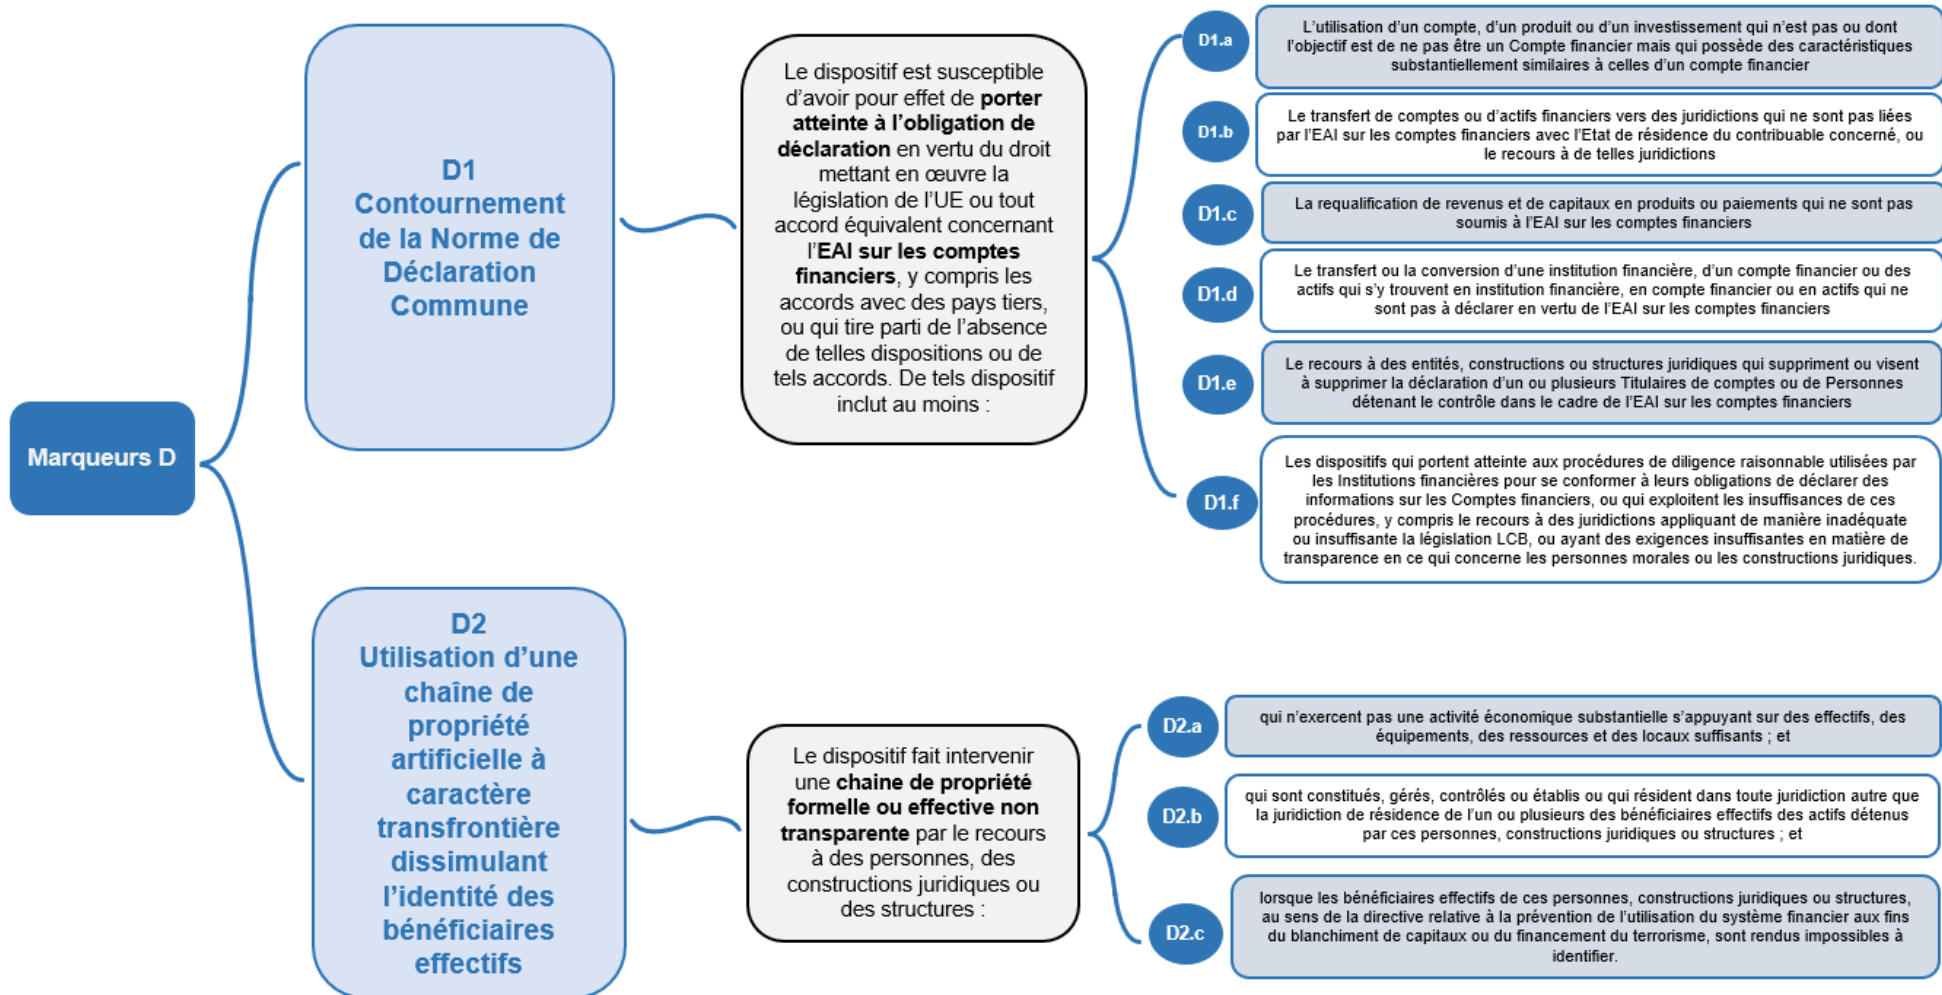 Marqueurs D
D1
Contournement
de la Norme de
Déclaration
Commune
Le dispositif est susceptible
d’avoir pour effet de porter
atteinte à l’obligation de
déclaration en vertu du droit
mettant en œuvre la
législation de l’UE ou tout
accord équivalent concernant
l’EAI sur les comptes
financiers, y compris les
accords avec des pays tiers,
ou qui tire parti de l’absence
de telles dispositions ou de
tels accords. De tels dispositif
inclut au moins :
D1.a
L’utilisation d’un compte, d’un produit ou d’un investissement qui n’est pas ou dont
l’objectif est de ne pas être un Compte financier mais qui possède des caractéristiques
substantiellement similaires à celles d’un compte financier
D1.b
Le transfert de comptes ou d’actifs financiers vers des juridictions qui ne sont pas liées
par l’EAI sur les comptes financiers avec l’Etat de résidence du contribuable concerné, ou
le recours à de telles juridictions
D1.c
La requalification de revenus et de capitaux en produits ou paiements qui ne sont pas
soumis à l’EAI sur les comptes financiers
D1.d
Le transfert ou la conversion d’une institution financière, d’un compte financier ou des
actifs qui s’y trouvent en institution financière, en compte financier ou en actifs qui ne
sont pas à déclarer en vertu de l’EAI sur les comptes financiers
D1.e
Le recours à des entités, constructions ou structures juridiques qui suppriment ou visent
à supprimer la déclaration d’un ou plusieurs Titulaires de comptes ou de Personnes
détenant le contrôle dans le cadre de l’EAI sur les comptes financiers
D1.f
Les dispositifs qui portent atteinte aux procédures de diligence raisonnable utilisées par
les Institutions financières pour se conformer à leurs obligations de déclarer des
informations sur les Comptes financiers, ou qui exploitent les insuffisances de ces
procédures, y compris le recours à des juridictions appliquant de manière inadéquate
ou insuffisante la législation LCB, ou ayant des exigences insuffisantes en matière de
transparence en ce qui concerne les personnes morales ou les constructions juridiques.
D2
Utilisation d’une
chaîne de
propriété
artificielle à
caractère
transfrontière
dissimulant
l’identité des
bénéficiaires
effectifs
Le dispositif fait intervenir
une chaine de propriété
formelle ou effective non
transparente par le recours
à des personnes, des
constructions juridiques ou
des structures :
D2.a
qui n’exercent pas une activité économique substantielle s’appuyant sur des effectifs, des
équipements, des ressources et des locaux suffisants ; et
D2.b
qui sont constitués, gérés, contrôlés ou établis ou qui résident dans toute juridiction autre que
la juridiction de résidence de l’un ou plusieurs des bénéficiaires effectifs des actifs détenus
par ces personnes, constructions juridiques ou structures ; et
D2.c
lorsque les bénéficiaires effectifs de ces personnes, constructions juridiques ou structures,
au sens de la directive relative à la prévention de l’utilisation du système financier aux fins
du blanchiment de capitaux ou du financement du terrorisme, sont rendus impossibles à
identifier.